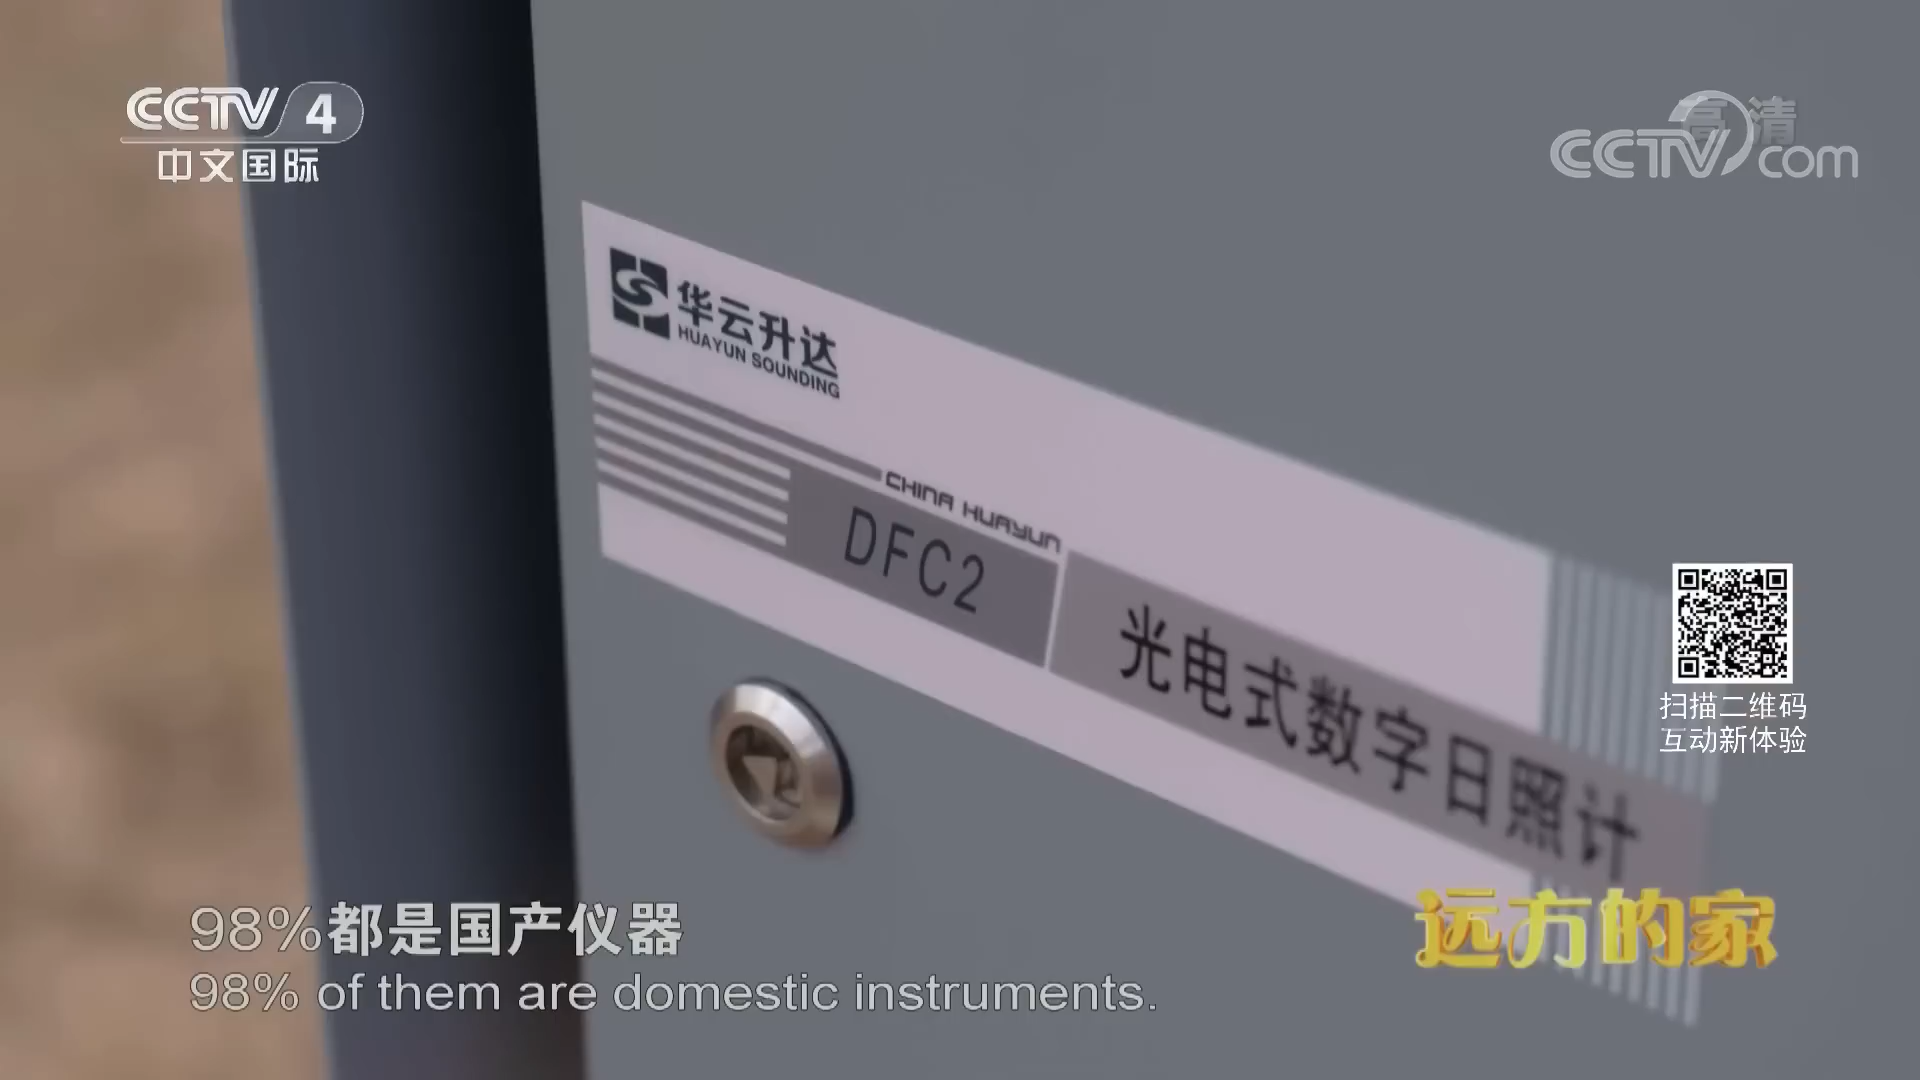 CCTV 4
中文国际
高清
CCTV com
华云升达
HUAYUN SOUNDING
CHINA HUAYUN
DFC2
光电式数字日照计
扫描二维码
互动新体验
远方的家
98%都是国产仪器
98% of them are domestic instruments.